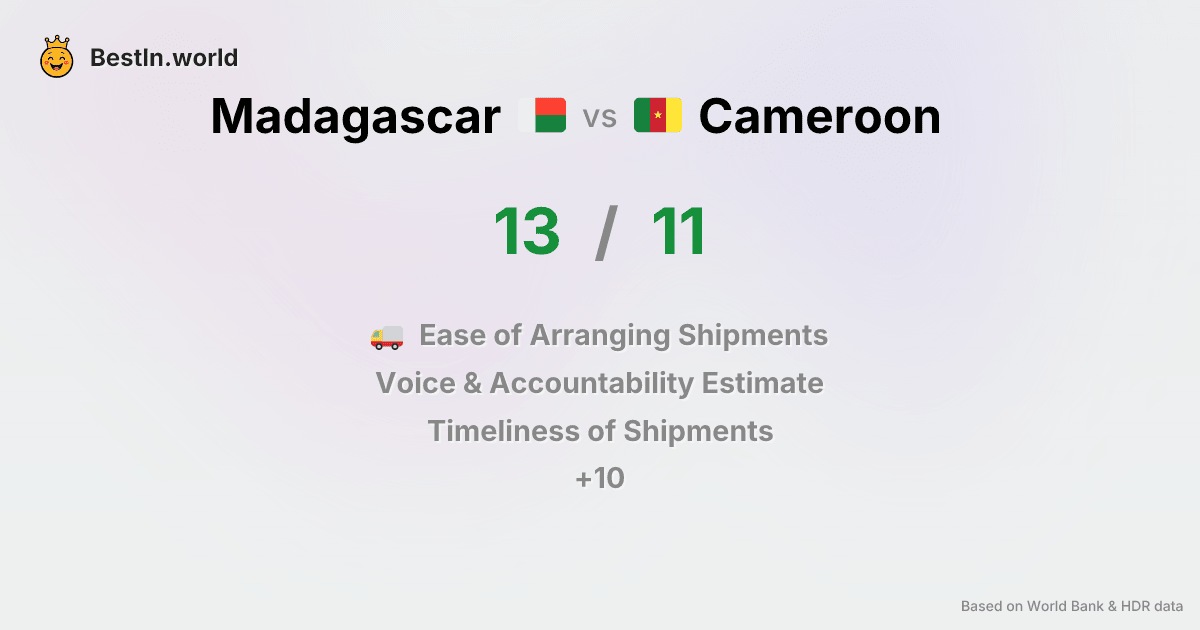 BestIn.world
Madagascar vs Cameroon
13 / 11
Ease of Arranging Shipments
Voice & Accountability Estimate
Timeliness of Shipments
+10
Based on World Bank & HDR data